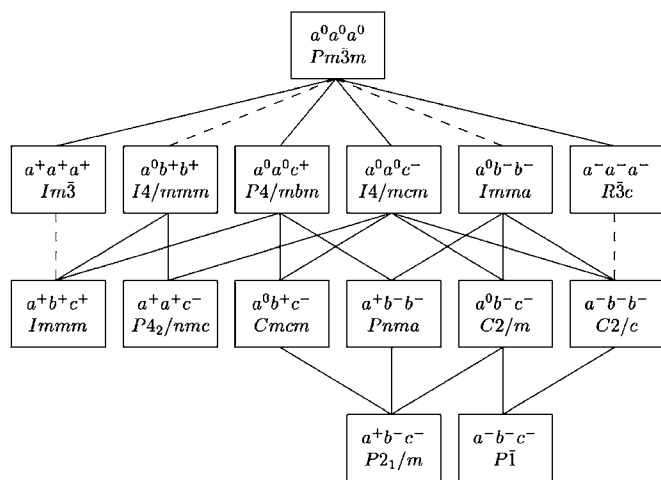 a⁰a⁰a⁰
Pm3̄m
a⁺a⁺a⁺
Im3̄
a⁰b⁺b⁺
I4/mmm
a⁰a⁰c⁺
P4/mbm
a⁰a⁰c⁻
I4/mcm
a⁰b⁻b⁻
Imma
a⁻a⁻a⁻
R3̄c
a⁺b⁺c⁺
Immm
a⁺a⁺c⁻
P4₂/nmc
a⁰b⁺c⁻
Cmcm
a⁺b⁻b⁻
Pnma
a⁰b⁻c⁻
C2/m
a⁻b⁻b⁻
C2/c
a⁺b⁻c⁻
P2₁/m
a⁻b⁻c⁻
P1̄